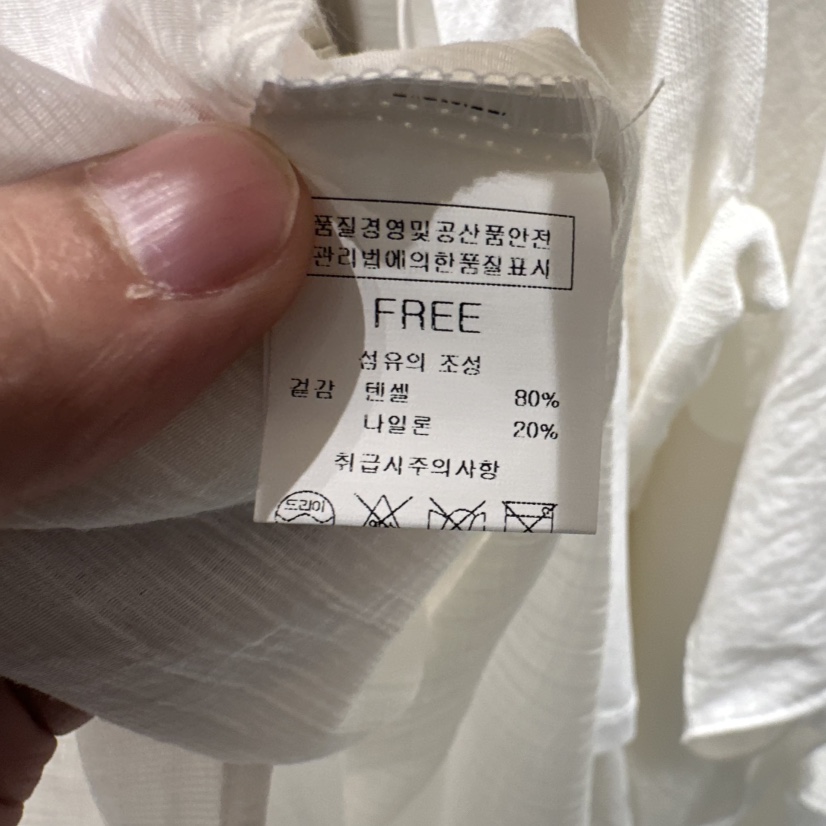 품질경영및공산품안전
관리법에의한품질표시
FREE
섬유의 조성
겉감 텐셀 80%
나일론 20%
취급시주의사항
드라이